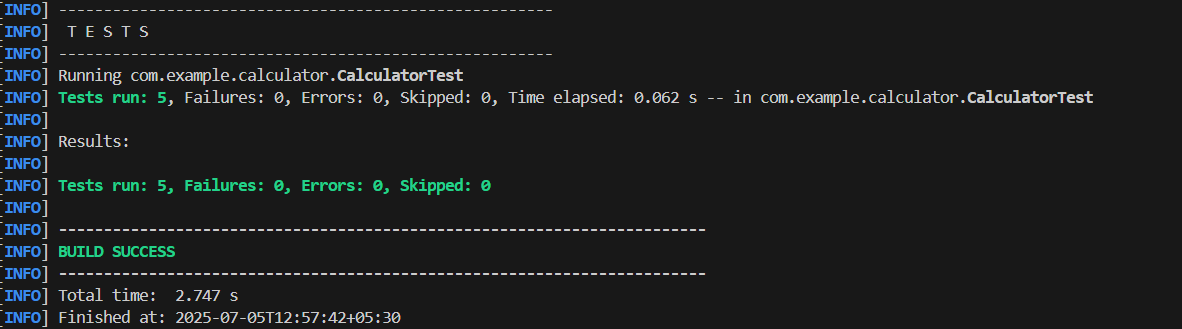 [INFO] -------------------------------------------------------
[INFO]  T E S T S
[INFO] -------------------------------------------------------
[INFO] Running com.example.calculator.CalculatorTest
[INFO] Tests run: 5, Failures: 0, Errors: 0, Skipped: 0, Time elapsed: 0.062 s -- in com.example.calculator.CalculatorTest
[INFO]
[INFO] Results:
[INFO]
[INFO] Tests run: 5, Failures: 0, Errors: 0, Skipped: 0
[INFO]
[INFO] ------------------------------------------------------------------------
[INFO] BUILD SUCCESS
[INFO] ------------------------------------------------------------------------
[INFO] Total time:  2.747 s
[INFO] Finished at: 2025-07-05T12:57:42+05:30